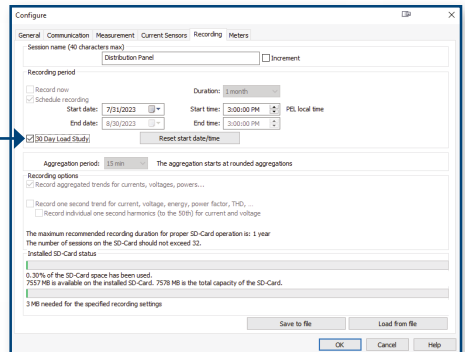 Configure
General Communication Measurement Current Sensors Recording Meters
Session name (40 characters max)
Distribution Panel Increment
Recording period
Record now Duration: 1 month
Schedule recording
Start date: 7/31/2023 Start time: 3:00:00 PM PEL local time
End date: 8/30/2023 End time: 3:00:00 PM
30 Day Load Study Reset start date/time
Aggregation period: 15 min The aggregation starts at rounded aggregations
Recording options
Record aggregated trends for currents, voltages, powers...
Record one second trend for current, voltage, energy, power factor, THD, ...
Record individual one second harmonics (to the 50th) for current and voltage
The maximum recommended recording duration for proper SD-Card operation is: 1 year
The number of sessions on the SD-Card should not exceed 32.
Installed SD-Card status
0.30% of the SD-Card space has been used.
7557 MB is available on the installed SD-Card. 7578 MB is the total capacity of the SD-Card.
3 MB needed for the specified recording settings
Save to file Load from file
OK Cancel Help